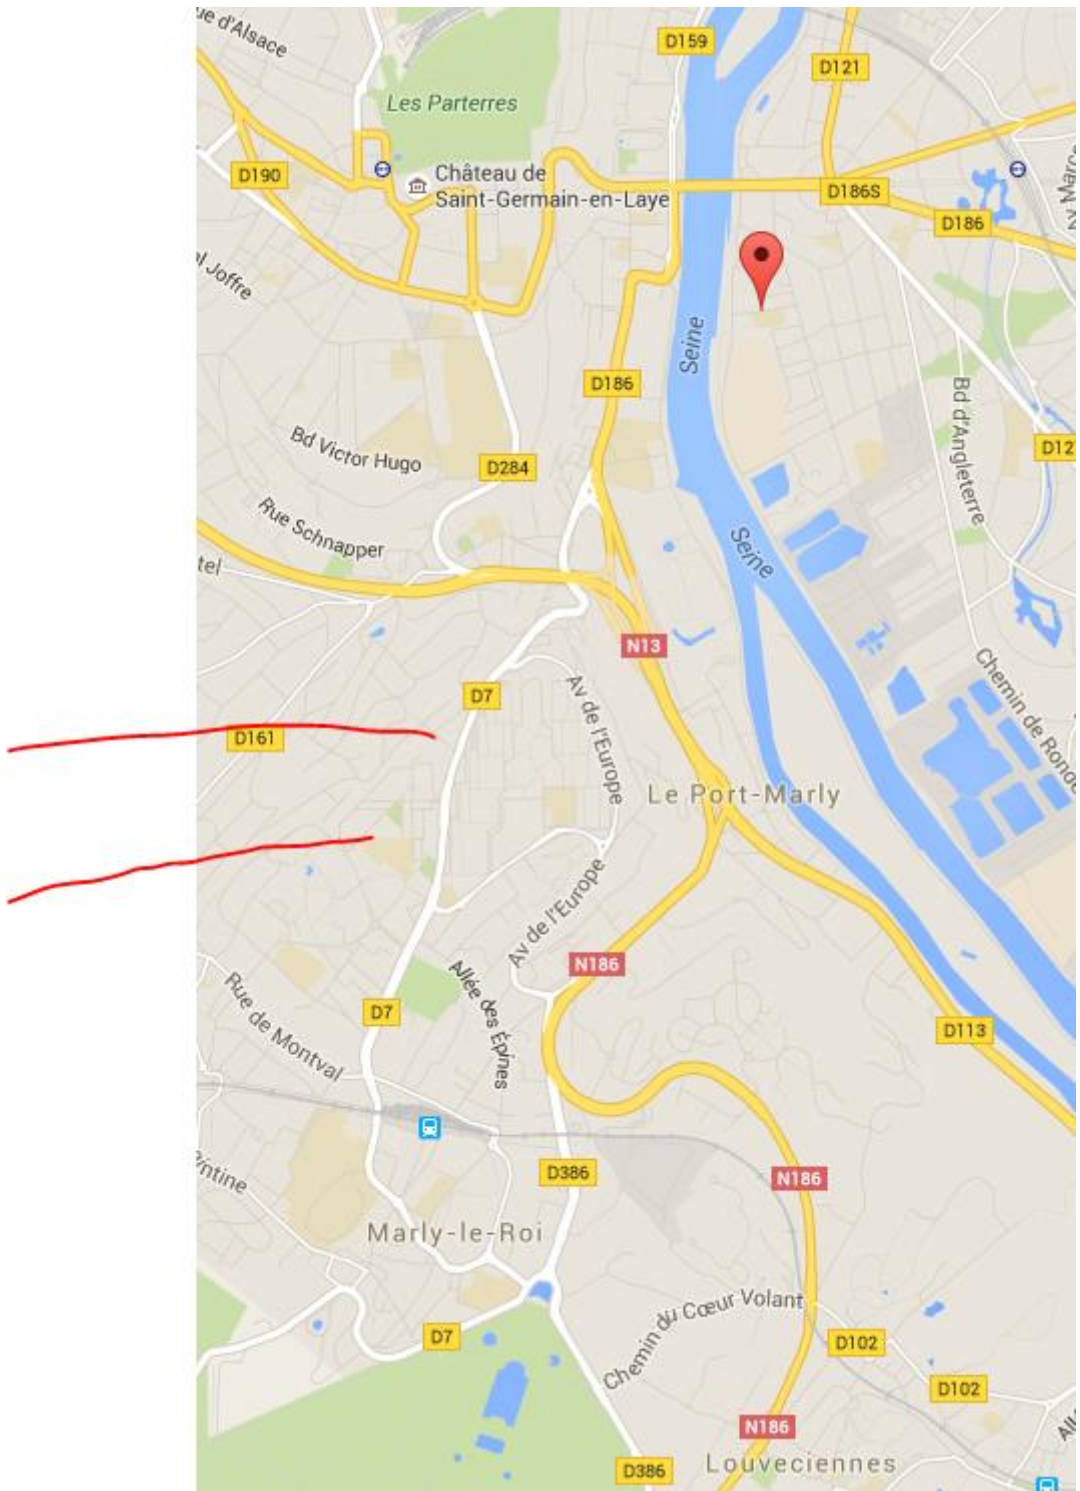 D159
D121
Les Parterres
D190
Château de
Saint-Germain-en-Laye
D186S
D186
Joffre
Seine
D186
Bd d'Angleterre
Bd Victor Hugo
D284
Rue Schnapper
Seine
tel
N13
D7
Av de l'Europe
Chemin de Ronde
D161
Le Port-Marly
Av de l'Europe
N186
Allée des Épines
Rue de Montval
D7
D113
D386
N186
Marly-le-Roi
Chemin du Cœur Volant
D7
D102
D102
N186
D386
Louveciennes